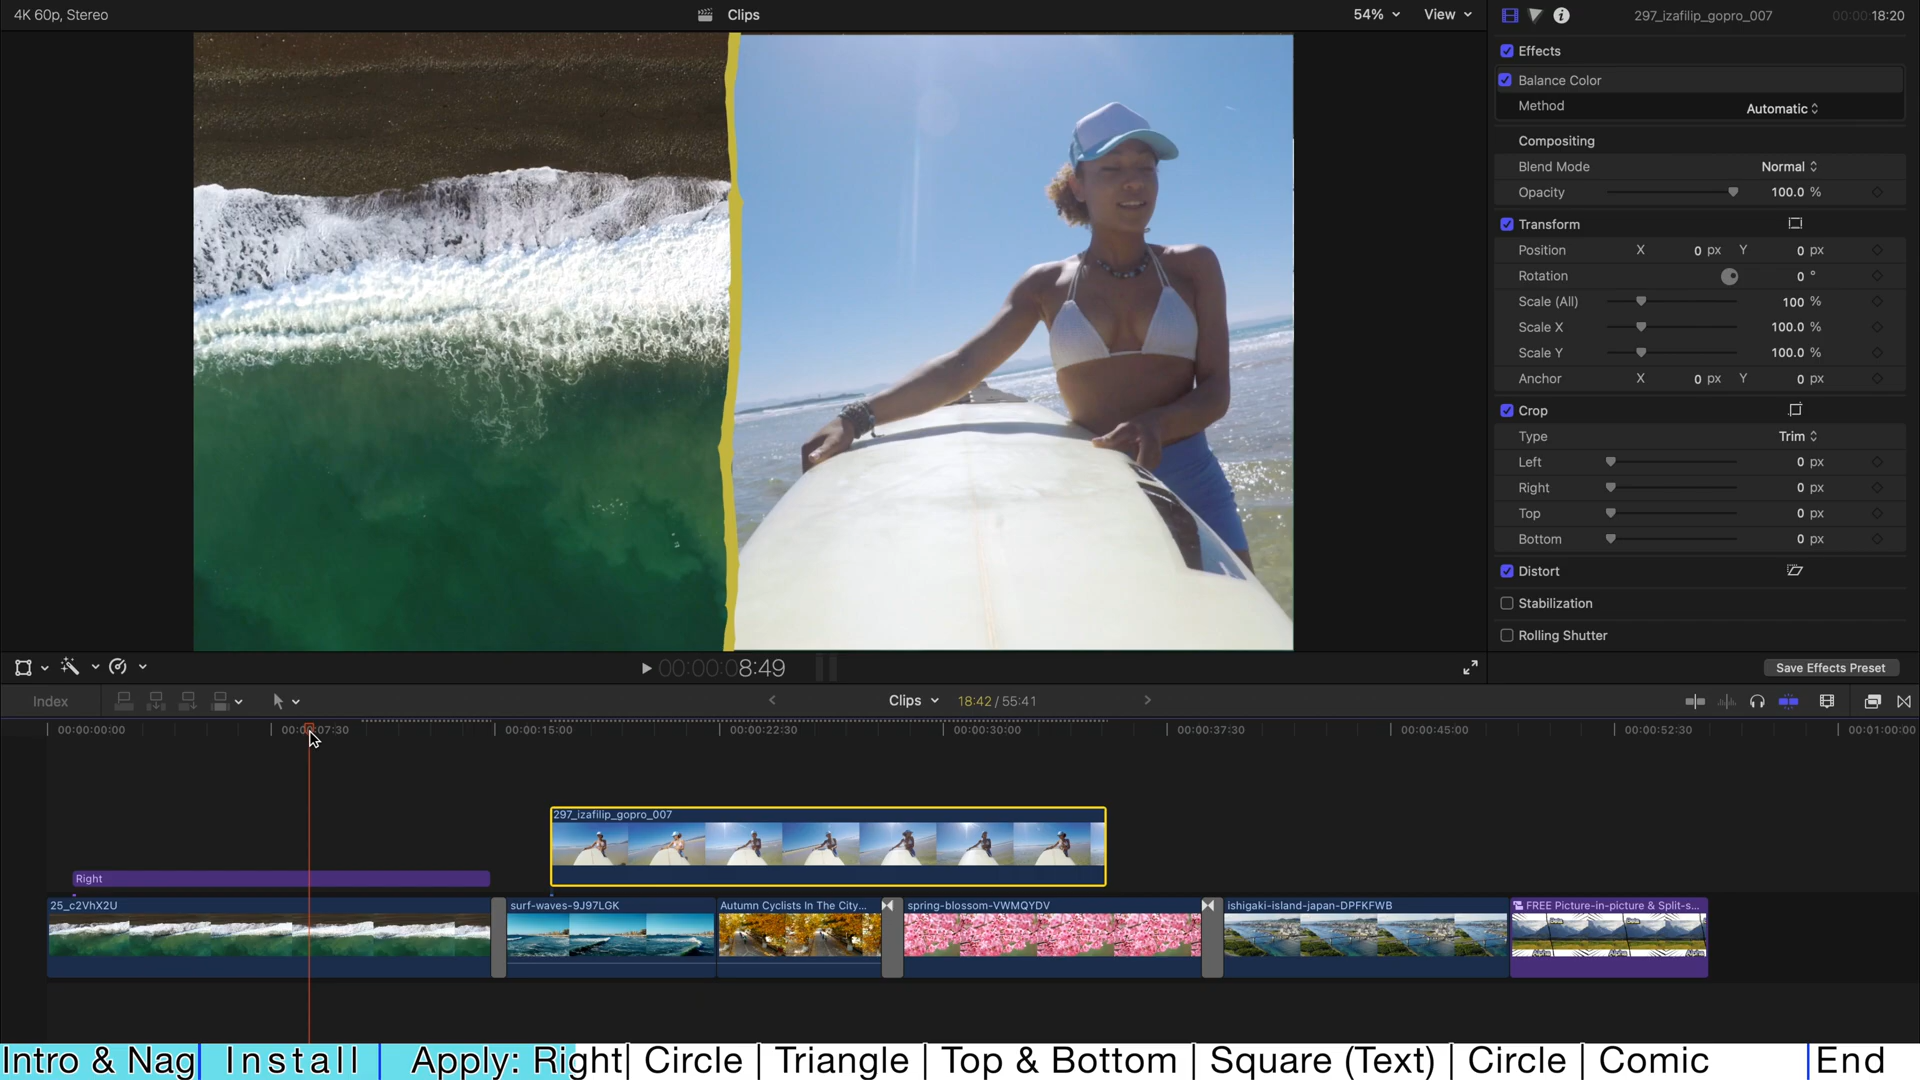 4K 60p, Stereo
Clips
54%
View
297_izafilip_gopro_007
00:00:18:20
Effects
Balance Color
Method
Automatic
Compositing
Blend Mode
Normal
Opacity
100.0 %
Transform
Position
X
0 px
Y
0 px
Rotation
0 °
Scale (All)
100 %
Scale X
100.0 %
Scale Y
100.0 %
Anchor
X
0 px
Y
0 px
Crop
Type
Trim
Left
0 px
Right
0 px
Top
0 px
Bottom
0 px
Distort
Stabilization
Rolling Shutter
00:00:08:49
Save Effects Preset
Index
Clips
18:42 / 55:41
00:00:00:00
00:00:07:30
00:00:15:00
00:00:22:30
00:00:30:00
00:00:37:30
00:00:45:00
00:00:52:30
00:01:00:00
297_izafilip_gopro_007
Right
25_c2VhX2U
surf-waves-9J97LGK
Autumn Cyclists In The City...
spring-blossom-VWMQYDV
ishigaki-island-japan-DPFKFWB
FREE Picture-in-picture & Split-s...
Intro & Nag
Install
Apply: Right| Circle | Triangle | Top & Bottom | Square (Text) | Circle | Comic
End